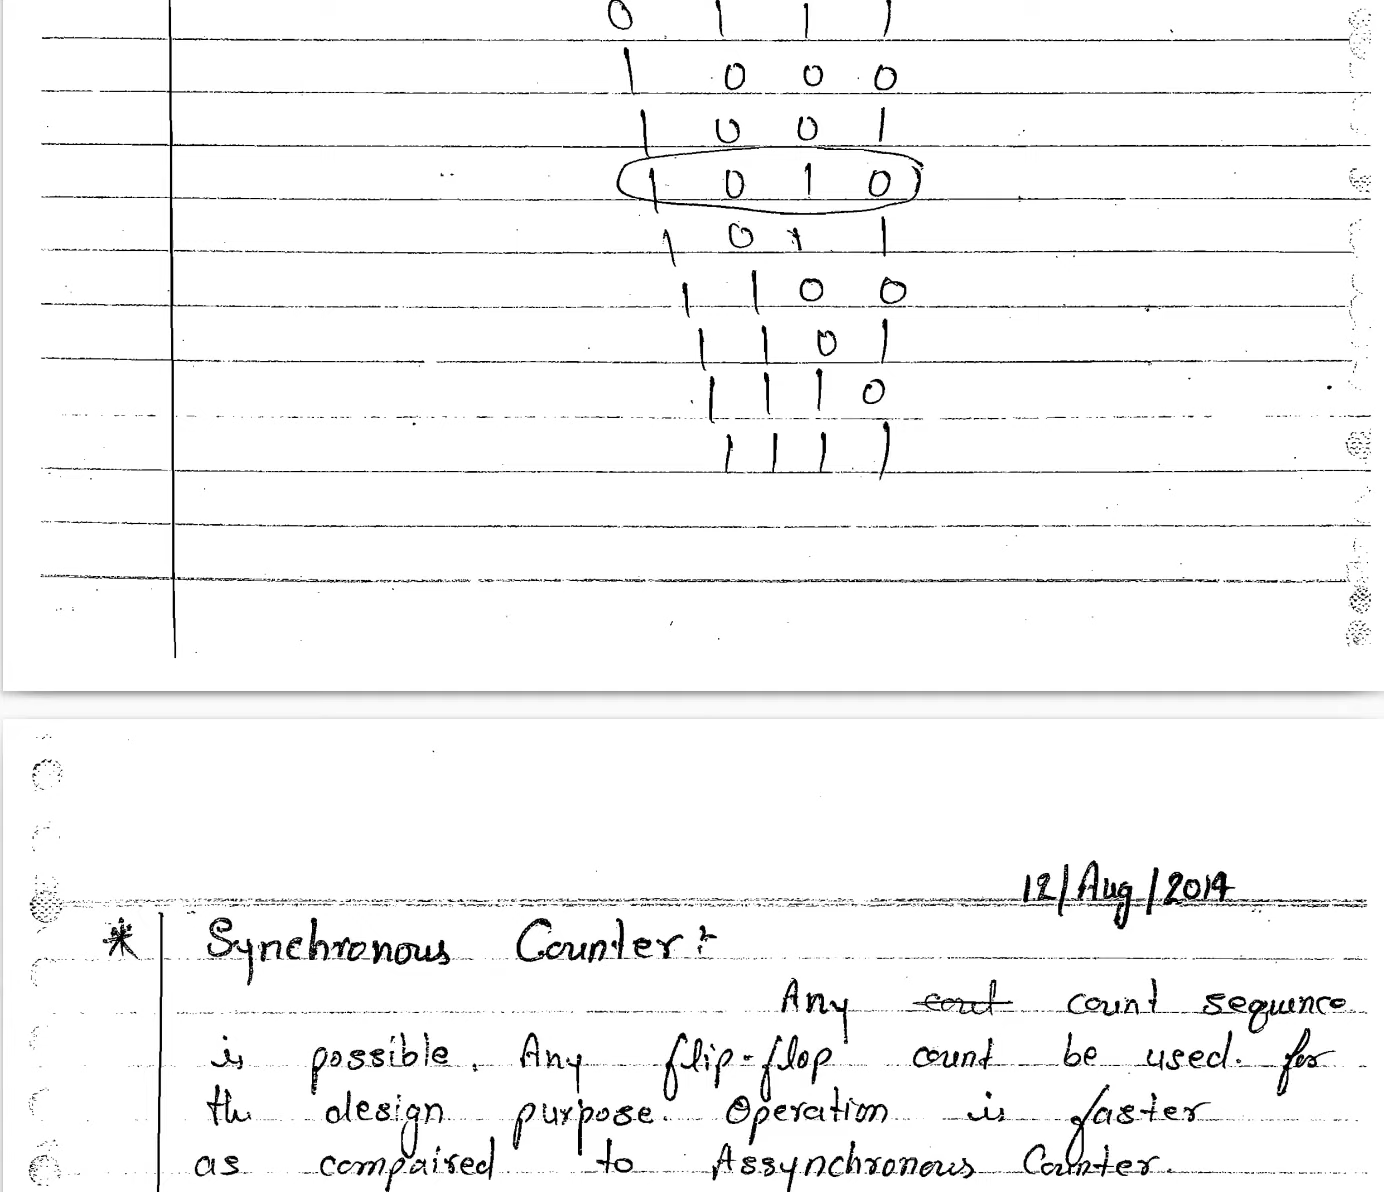 0 1 1 1
1 0 0 0
1 0 0 1
1 0 1 0
1 0 1 1
1 1 0 0
1 1 0 1
1 1 1 0
1 1 1 1
12/Aug/2014
* Synchronous Counter:-
Any cout count sequence
is possible. Any flip-flop count be used. for
the design purpose. Operation is faster
as compaired to Assynchronous Counter.